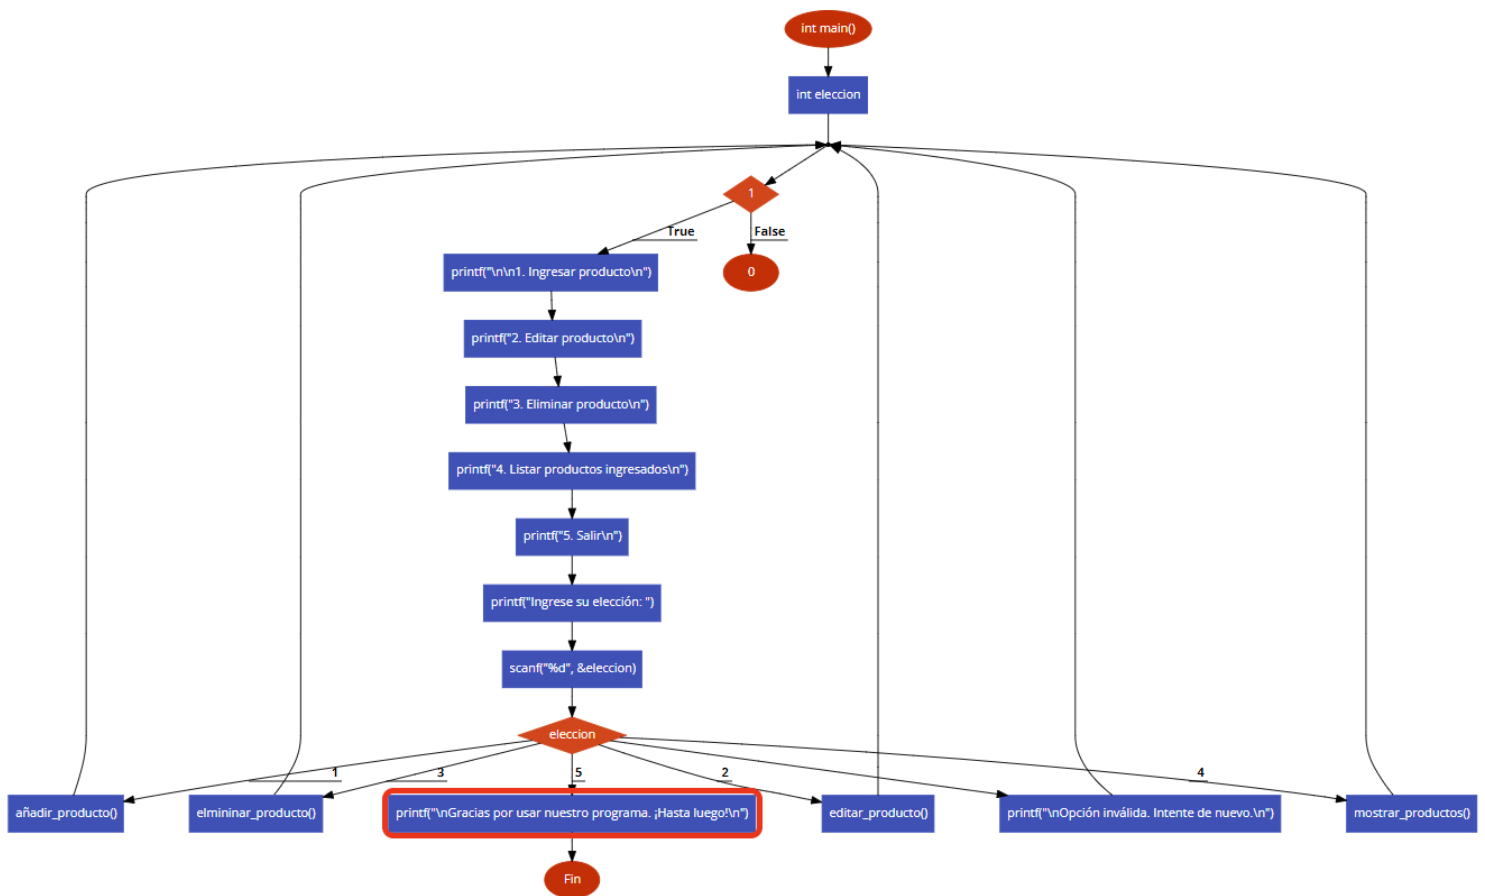 int main()
int eleccion
1
True
False
printf("\n\n1. Ingresar producto\n")
0
printf("2. Editar producto\n")
printf("3. Eliminar producto\n")
printf("4. Listar productos ingresados\n")
printf("5. Salir\n")
printf("Ingrese su elección: ")
scanf("%d", &eleccion)
eleccion
1
3
5
2
4
añadir_producto()
elmininar_producto()
printf("\nGracias por usar nuestro programa. ¡Hasta luego!\n")
editar_producto()
printf("\nOpción inválida. Intente de nuevo.\n")
mostrar_productos()
Fin